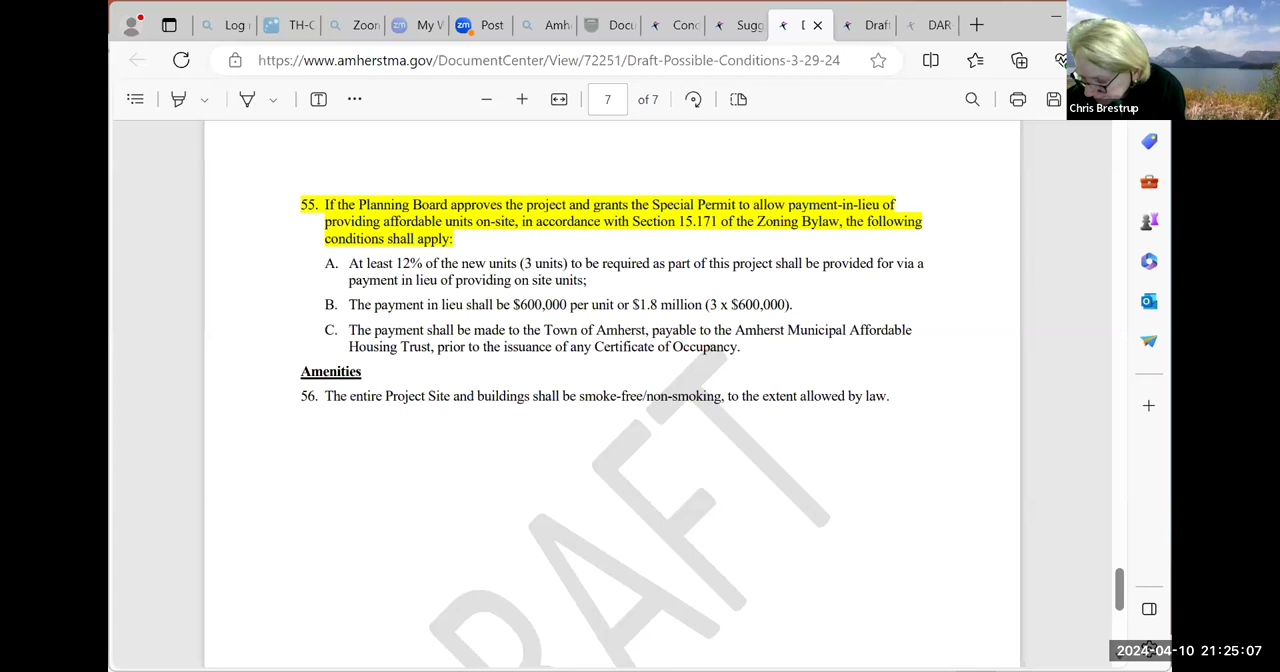 Log
TH-C
Zoon
My V
Post
Amh
Docu
Conc
Sugg
Draft
DAR-
https://www.amherstma.gov/DocumentCenter/View/72251/Draft-Possible-Conditions-3-29-24
7 of 7
Chris Brestrup
55. If the Planning Board approves the project and grants the Special Permit to allow payment-in-lieu of
providing affordable units on-site, in accordance with Section 15.171 of the Zoning Bylaw, the following
conditions shall apply:
A. At least 12% of the new units (3 units) to be required as part of this project shall be provided for via a
payment in lieu of providing on site units;
B. The payment in lieu shall be $600,000 per unit or $1.8 million (3 x $600,000).
C. The payment shall be made to the Town of Amherst, payable to the Amherst Municipal Affordable
Housing Trust, prior to the issuance of any Certificate of Occupancy.
Amenities
56. The entire Project Site and buildings shall be smoke-free/non-smoking, to the extent allowed by law.
DRAFT
2024-04-10 21:25:07